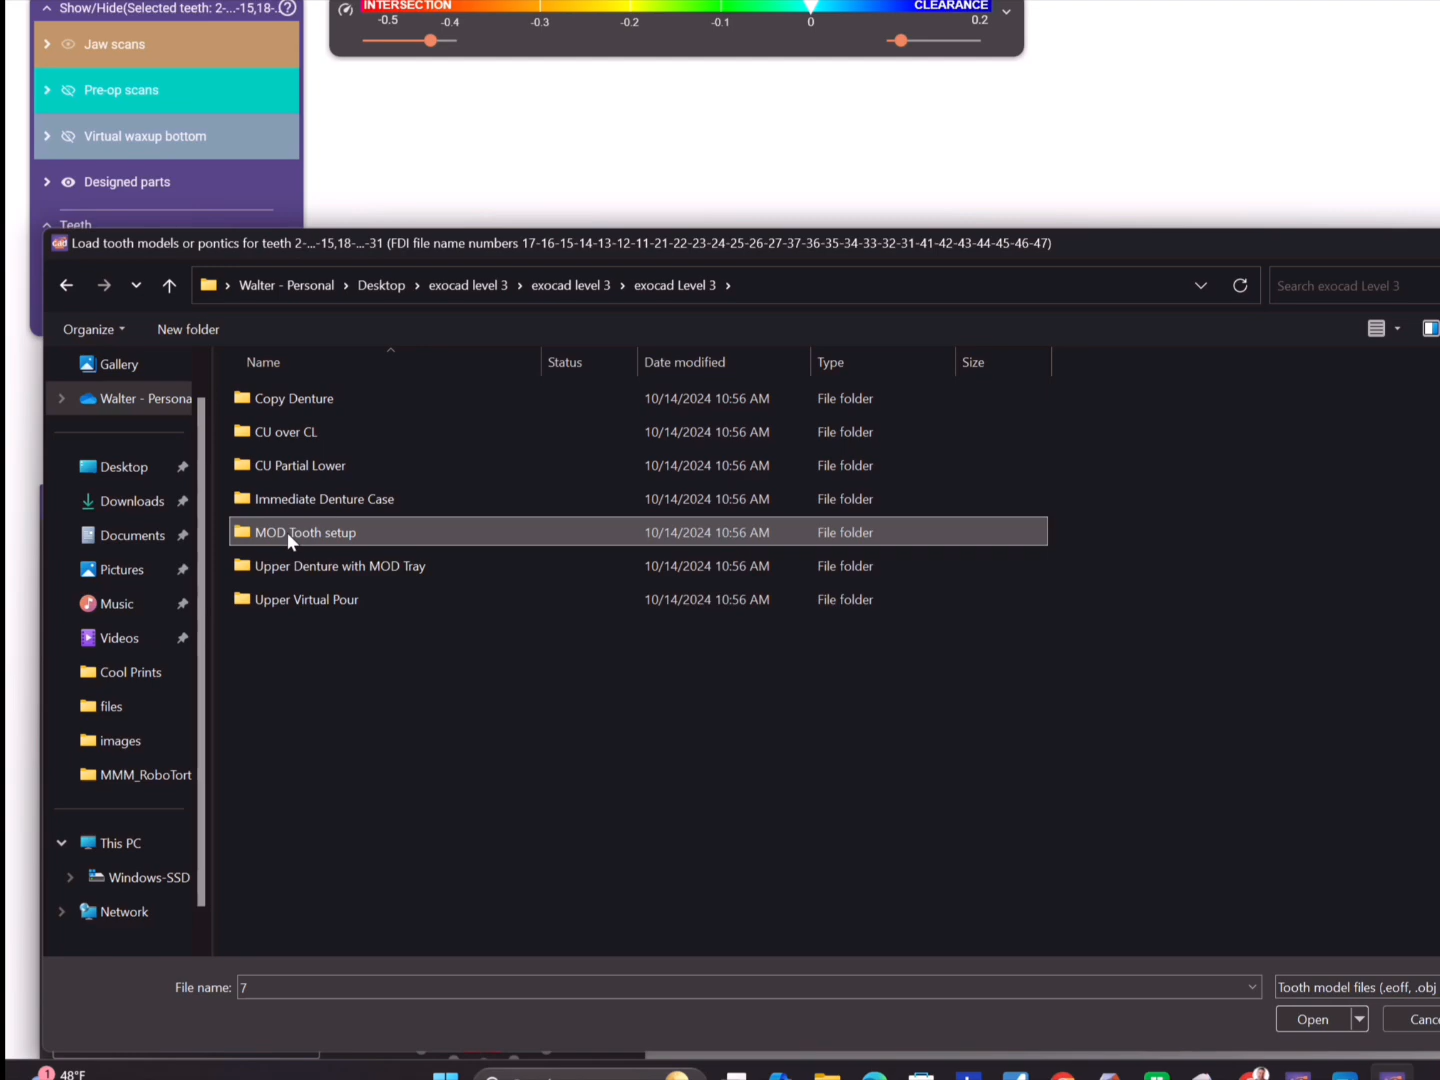 Show/Hide(Selected teeth: 2-...-15,18-.
INTERSECTION CLEARANCE
-0.5 -0.4 -0.3 -0.2 -0.1 0 0.2
Jaw scans
Pre-op scans
Virtual waxup bottom
Designed parts
Teeth
Load tooth models or pontics for teeth 2-...-15,18-...-31 (FDI file name numbers 17-16-15-14-13-12-11-21-22-23-24-25-26-27-37-36-35-34-33-32-31-41-42-43-44-45-46-47)
Walter - Personal > Desktop > exocad level 3 > exocad level 3 > exocad Level 3 >
Search exocad Level 3
Organize New folder
Name Status Date modified Type Size
Gallery
Walter - Persona
Desktop
Downloads
Documents
Pictures
Music
Videos
Cool Prints
files
images
MMM_RoboTort
This PC
Windows-SSD
Network
Copy Denture 10/14/2024 10:56 AM File folder
CU over CL 10/14/2024 10:56 AM File folder
CU Partial Lower 10/14/2024 10:56 AM File folder
Immediate Denture Case 10/14/2024 10:56 AM File folder
MOD Tooth setup 10/14/2024 10:56 AM File folder
Upper Denture with MOD Tray 10/14/2024 10:56 AM File folder
Upper Virtual Pour 10/14/2024 10:56 AM File folder
File name: 7
Tooth model files (.eoff, .obj
Open Cance
1 48°F